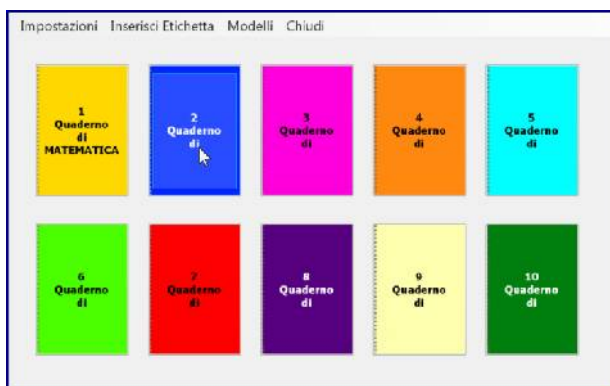 Impostazioni Inserisci Etichetta Modelli Chiudi
1
Quaderno
di
MATEMATICA
2
Quaderno
di
3
Quaderno
di
4
Quaderno
di
5
Quaderno
di
6
Quaderno
di
7
Quaderno
di
8
Quaderno
di
9
Quaderno
di
10
Quaderno
di